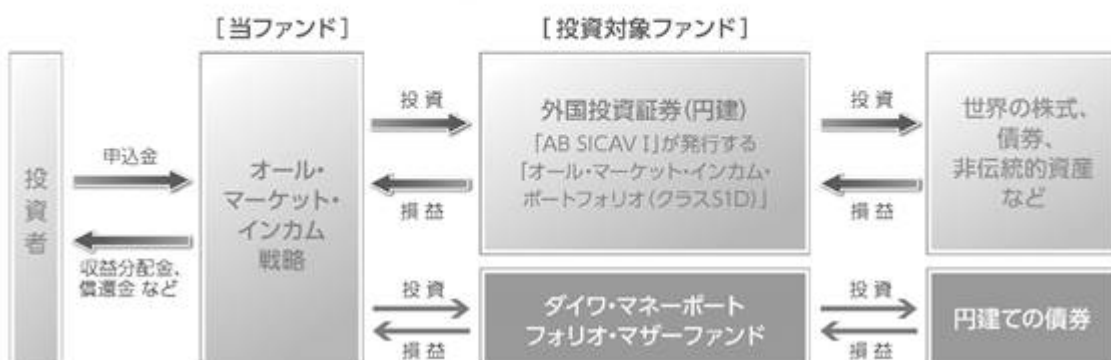 [当ファンド]
[投資対象ファンド]
投資者
申込金
収益分配金、
償還金 など
オール・
マーケット・
インカム
戦略
投資
損益
外国投資証券(円建)
「AB SICAV I」が発行する
「オール・マーケット・インカム・
ポートフォリオ(クラスS1D)」
投資
損益
世界の株式、
債券、
非伝統的資産
など
投資
損益
ダイワ・マネーポート
フォリオ・マザーファンド
投資
損益
円建ての債券